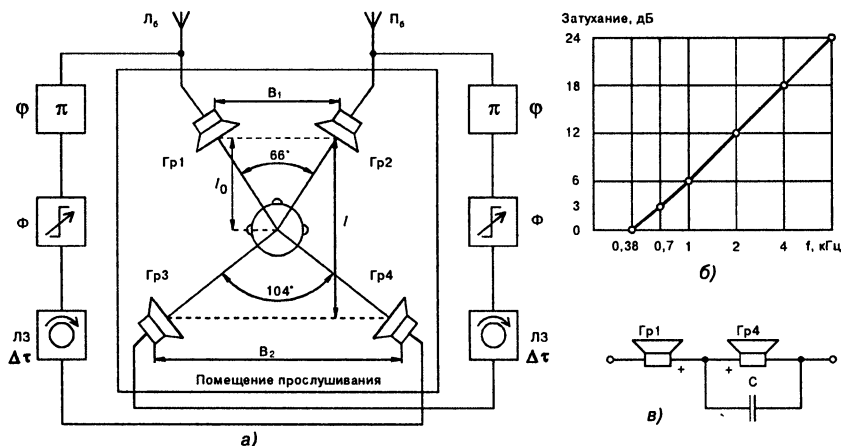 Лб Пб
φ π
π φ
B₁
Гр1 Гр2
66°
l₀
l
Ф Ф
Гр3 Гр4
104°
ЛЗ
Δτ
ЛЗ
Δτ
B₂
Помещение прослушивания
а)
Затухание, дБ
24
18
12
6
3
0
0,38 0,7 1 2 4 f, кГц
б)
Гр1 Гр4
+ +
C
в)